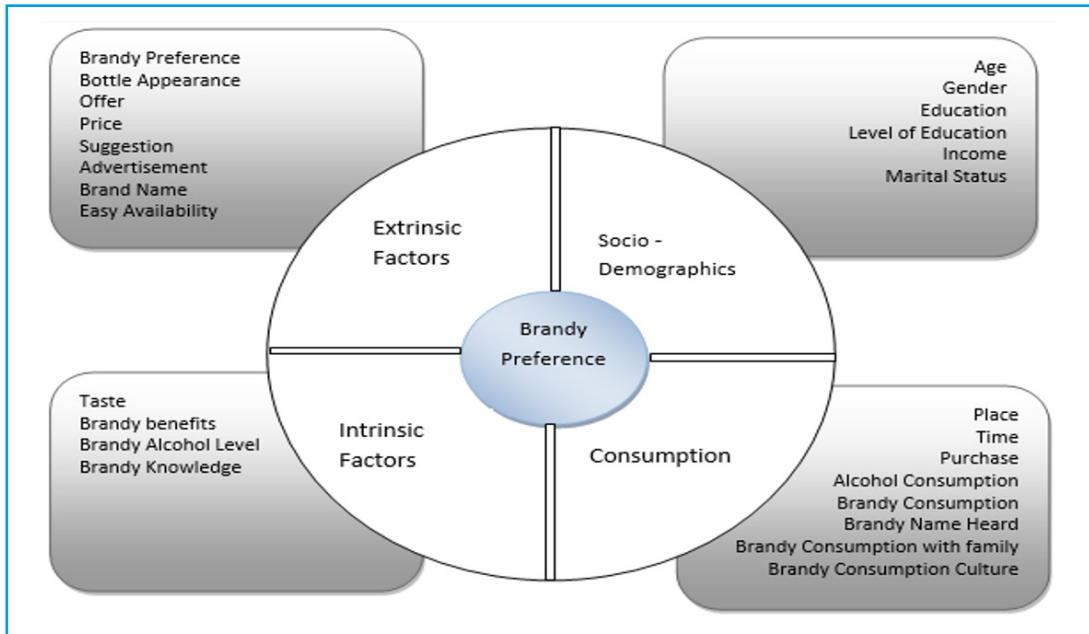 Brandy Preference
Bottle Appearance
Offer
Price
Suggestion
Advertisement
Brand Name
Easy Availability
Age
Gender
Education
Level of Education
Income
Marital Status
Extrinsic
Factors
Socio -
Demographics
Brandy
Preference
Intrinsic
Factors
Consumption
Taste
Brandy benefits
Brandy Alcohol Level
Brandy Knowledge
Place
Time
Purchase
Alcohol Consumption
Brandy Consumption
Brandy Name Heard
Brandy Consumption with family
Brandy Consumption Culture